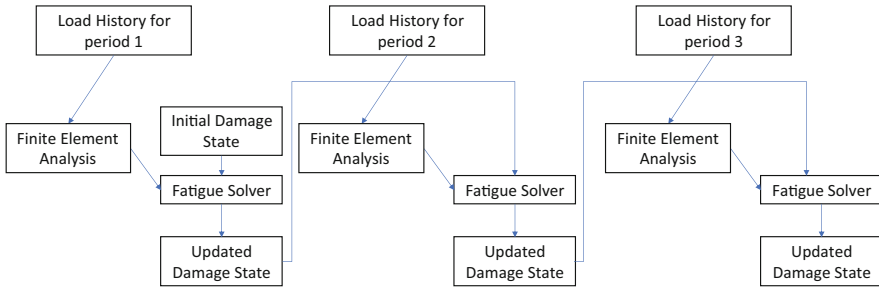 Load History for
period 1
Load History for
period 2
Load History for
period 3
Finite Element
Analysis
Initial Damage
State
Finite Element
Analysis
Finite Element
Analysis
Fatigue Solver
Fatigue Solver
Fatigue Solver
Updated
Damage State
Updated
Damage State
Updated
Damage State